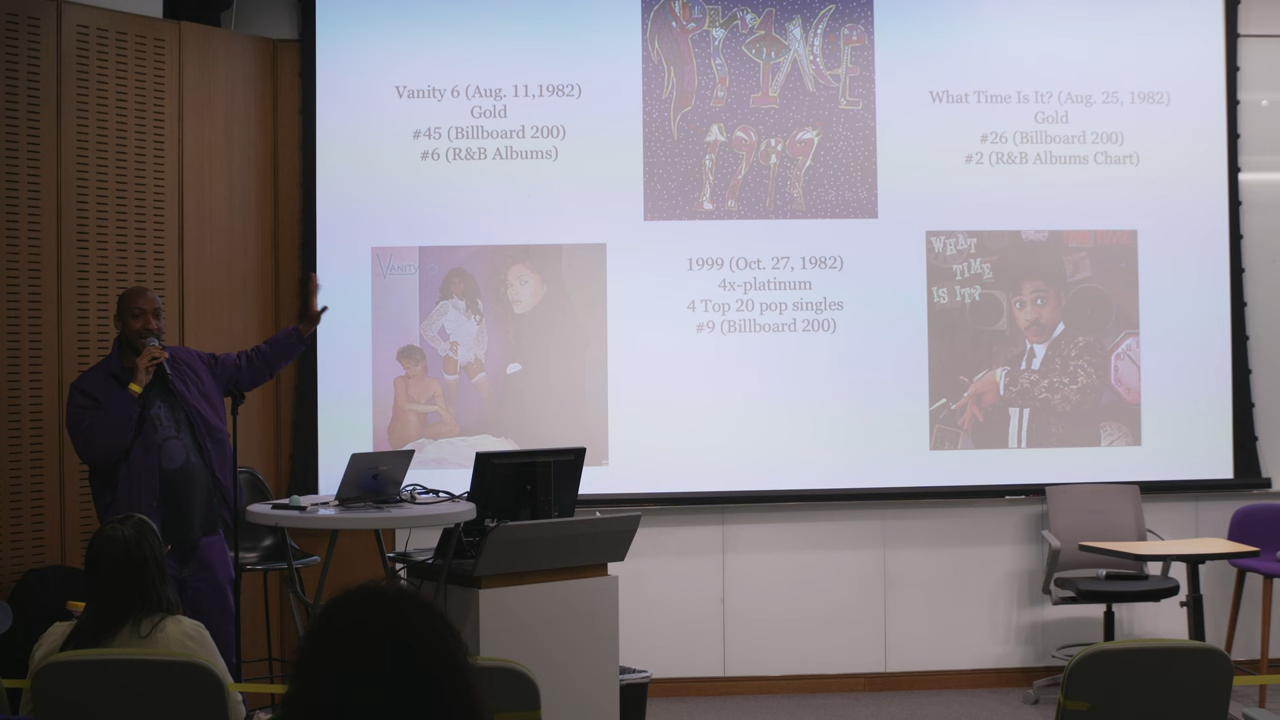 PRINCE
1999
Vanity 6 (Aug. 11,1982)
Gold
#45 (Billboard 200)
#6 (R&B Albums)
What Time Is It? (Aug. 25, 1982)
Gold
#26 (Billboard 200)
#2 (R&B Albums Chart)
1999 (Oct. 27, 1982)
4x-platinum
4 Top 20 pop singles
#9 (Billboard 200)
VANITY
WHAT
TIME
IS IT?